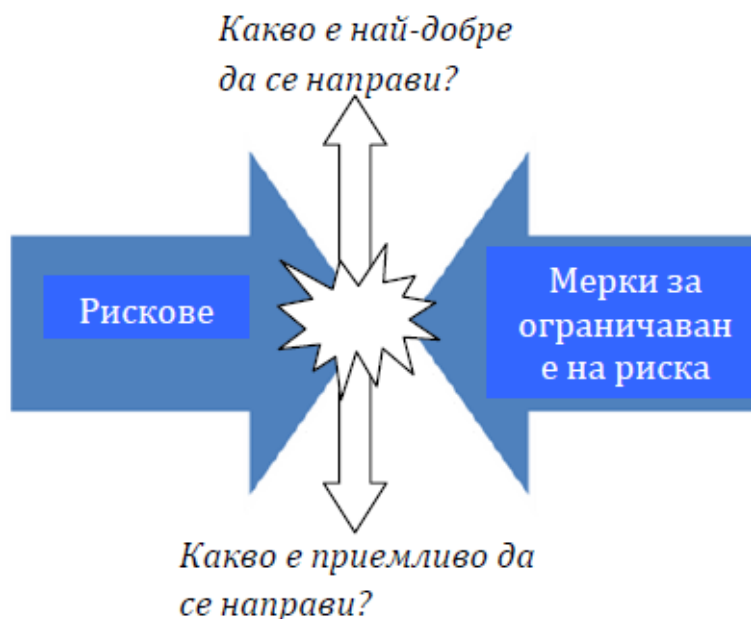 Какво е най-добре
да се направи?
Рискове
Мерки за
ограничаван
е на риска
Какво е приемливо да
се направи?